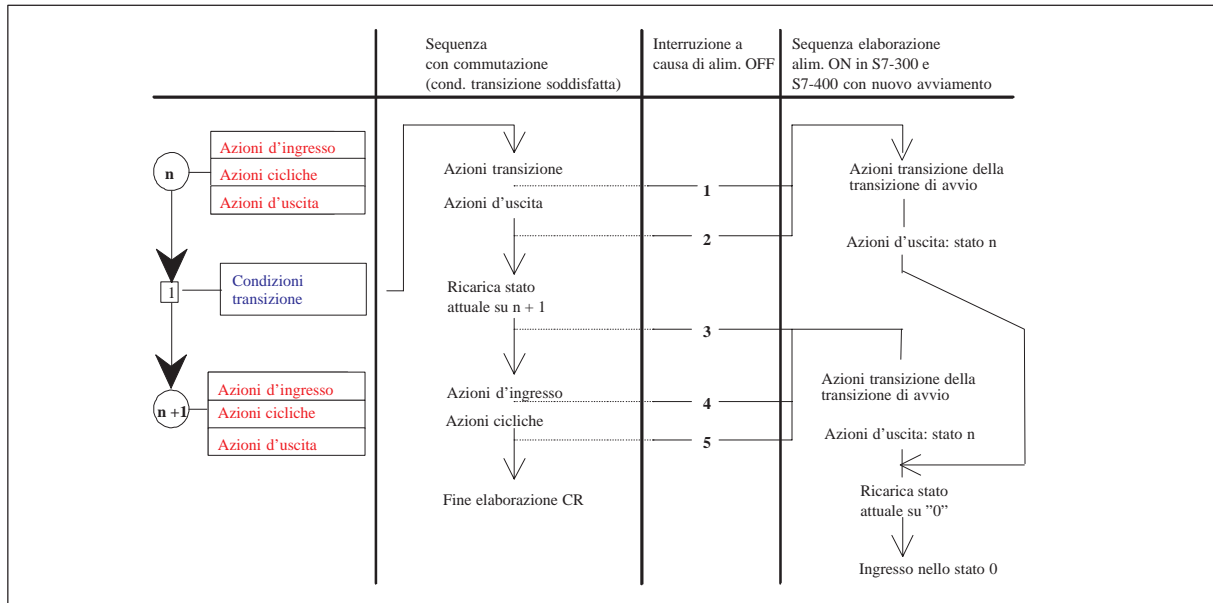 Sequenza
con commutazione
(cond. transizione soddisfatta)
Interruzione a
causa di alim. OFF
Sequenza elaborazione
alim. ON in S7-300 e
S7-400 con nuovo avviamento
n
Azioni d'ingresso
Azioni cicliche
Azioni d'uscita
1
Condizioni
transizione
n +1
Azioni d'ingresso
Azioni cicliche
Azioni d'uscita
Azioni transizione
Azioni d'uscita
Ricarica stato
attuale su n + 1
Azioni d'ingresso
Azioni cicliche
Fine elaborazione CR
1
2
3
4
5
Azioni transizione della
transizione di avvio
Azioni d'uscita: stato n
Azioni transizione della
transizione di avvio
Azioni d'uscita: stato n
Ricarica stato
attuale su "0"
Ingresso nello stato 0